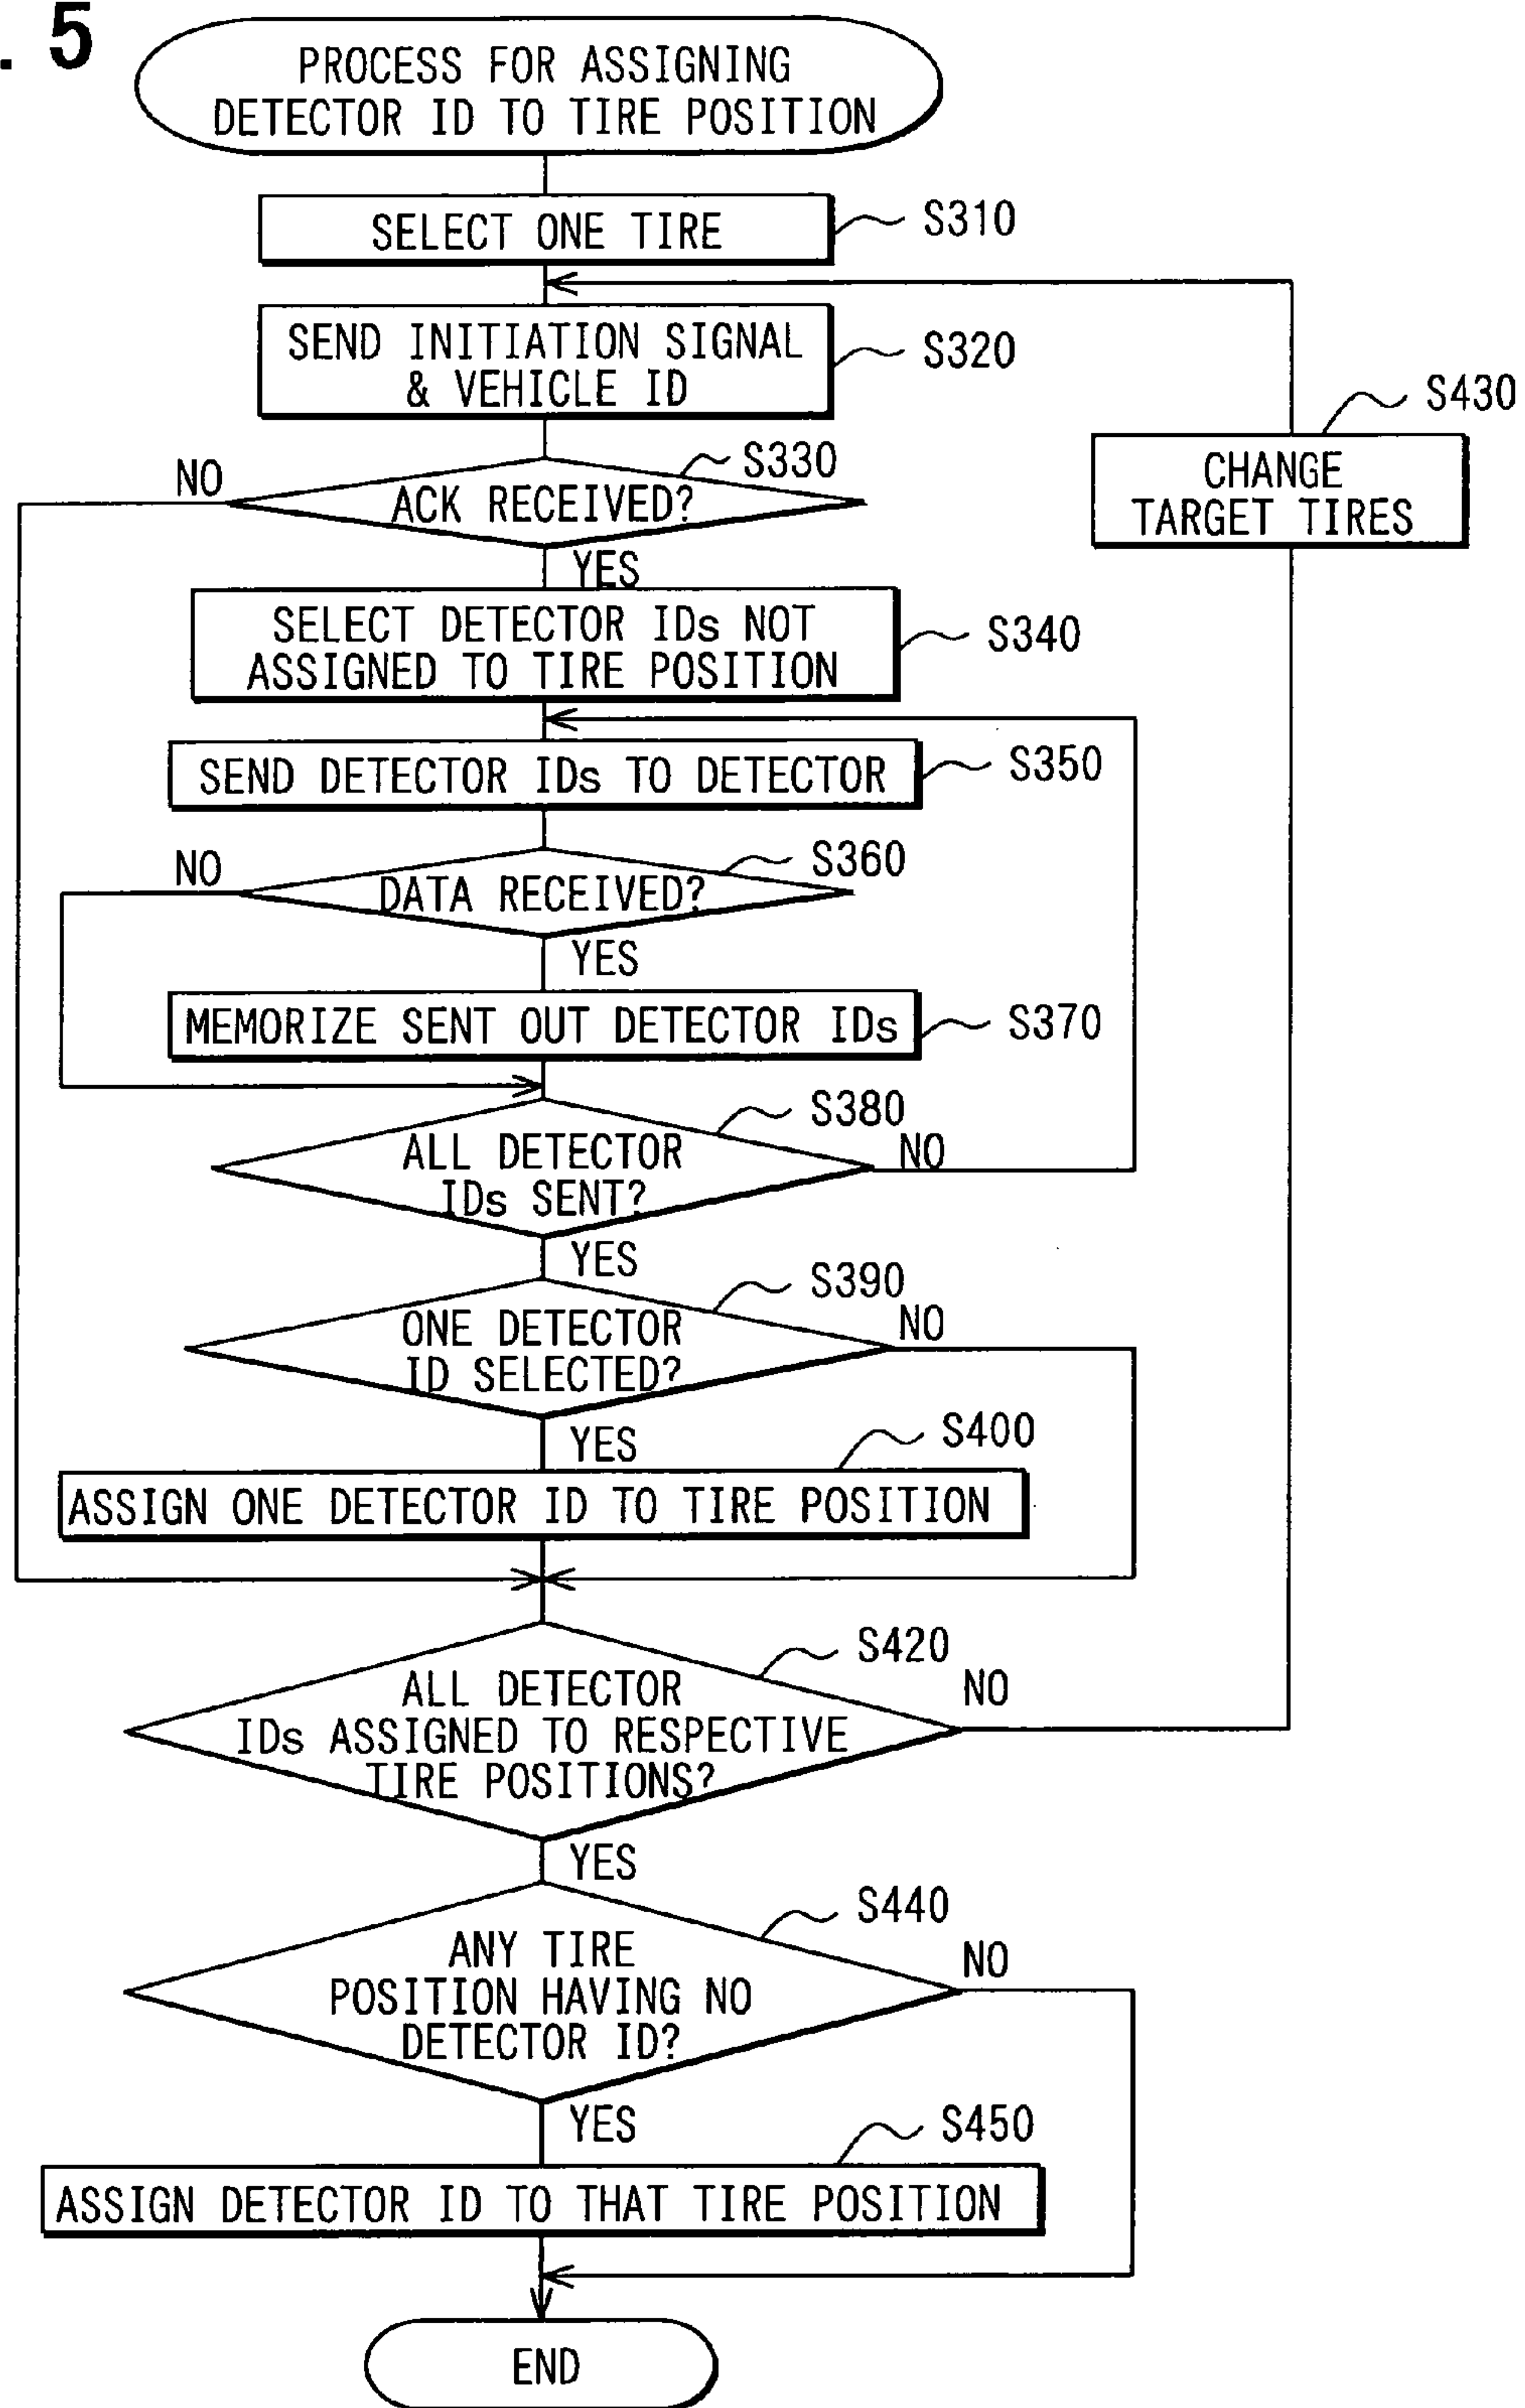 . 5
PROCESS FOR ASSIGNING
DETECTOR ID TO TIRE POSITION
SELECT ONE TIRE
S310
SEND INITIATION SIGNAL
& VEHICLE ID
S320
S430
CHANGE
TARGET TIRES
NO
S330
ACK RECEIVED?
YES
SELECT DETECTOR IDs NOT
ASSIGNED TO TIRE POSITION
S340
SEND DETECTOR IDs TO DETECTOR
S350
NO
S360
DATA RECEIVED?
YES
MEMORIZE SENT OUT DETECTOR IDs
S370
S380
ALL DETECTOR
IDs SENT?
NO
YES
S390
ONE DETECTOR
ID SELECTED?
NO
YES
S400
ASSIGN ONE DETECTOR ID TO TIRE POSITION
S420
ALL DETECTOR
IDs ASSIGNED TO RESPECTIVE
TIRE POSITIONS?
NO
YES
S440
ANY TIRE
POSITION HAVING NO
DETECTOR ID?
NO
YES
S450
ASSIGN DETECTOR ID TO THAT TIRE POSITION
END